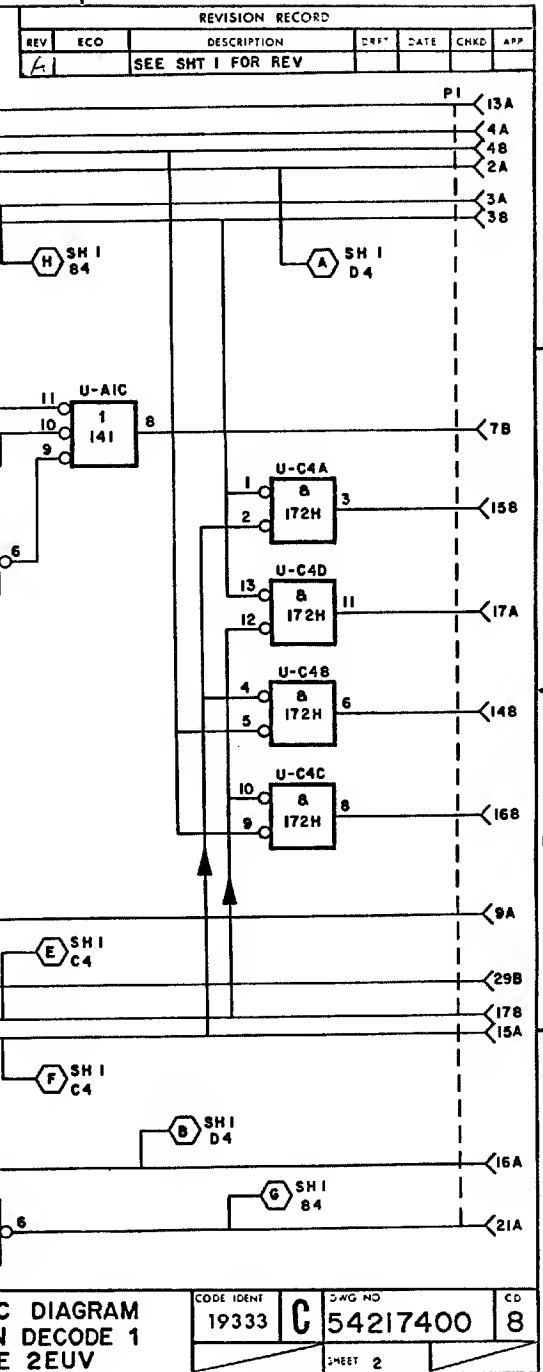 REVISION RECORD
REV ECO DESCRIPTION DRFT DATE CHKD APP
A1 SEE SHT 1 FOR REV
P1
13A
4A
4B
2A
3A
3B
H SH 1
B4
A SH 1
D4
U-A1C
11
10
9
1
141
8
7B
6
U-C4A
1
2
&
172H
3
15B
U-C4D
13
12
&
172H
11
17A
U-C4B
4
5
&
172H
6
14B
U-C4C
10
9
&
172H
8
16B
9A
E SH 1
C4
29B
17B
15A
F SH 1
C4
B SH 1
D4
16A
G SH 1
B4
6
21A
C DIAGRAM
N DECODE 1
E 2EUV
CODE IDENT
19333
C
DWG NO
54217400
CD
8
SHEET 2